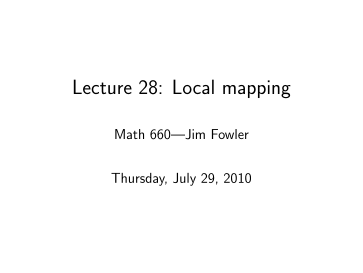 Lecture 28: Local mapping
Math 660—Jim Fowler
Thursday, July 29, 2010